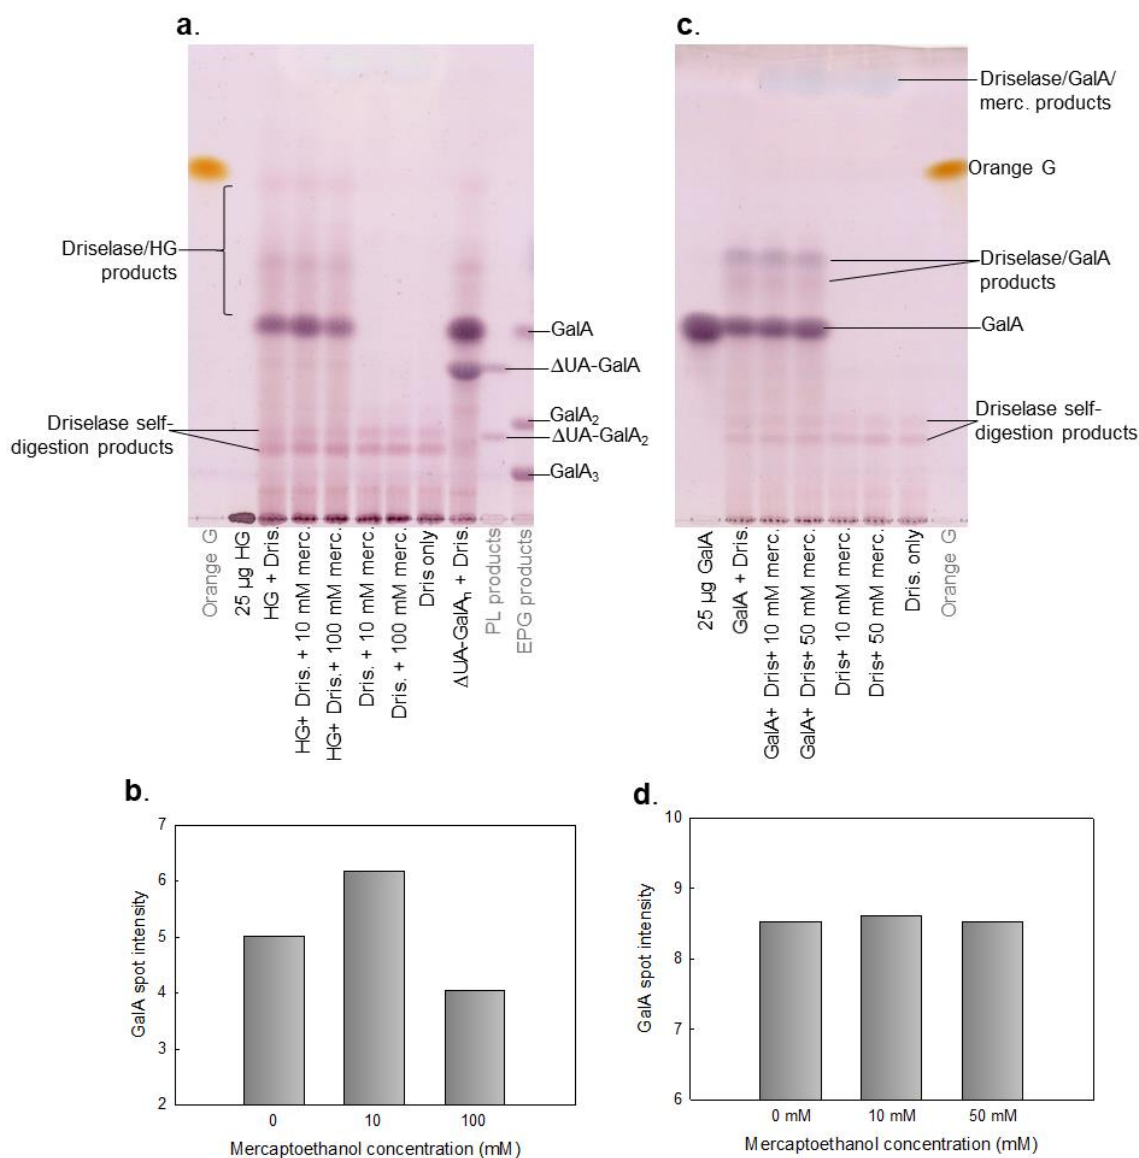 a.
Driselase/HG
products
Driselase self-
digestion products
GalA
ΔUA-GalA
GalA₂
ΔUA-GalA₂
GalA₃
Orange G
25 µg HG
HG + Dris.
HG+ Dris. + 10 mM merc.
HG+ Dris. + 100 mM merc.
Dris. + 10 mM merc.
Dris. + 100 mM merc.
Dris only
ΔUA-GalAₙ + Dris.
PL products
EPG products
c.
Driselase/GalA/
merc. products
Orange G
Driselase/GalA
products
GalA
Driselase self-
digestion products
25 µg GalA
GalA + Dris.
GalA+ Dris+ 10 mM merc.
GalA+ Dris+ 50 mM merc.
Dris+ 10 mM merc.
Dris+ 50 mM merc.
Dris. only
Orange G
b.
7
6
5
4
3
2
GalA spot intensity
0 10 100
Mercaptoethanol concentration (mM)
d.
10
9
8
7
6
GalA spot intensity
0 mM 10 mM 50 mM
Mercaptoethanol concentration (mM)